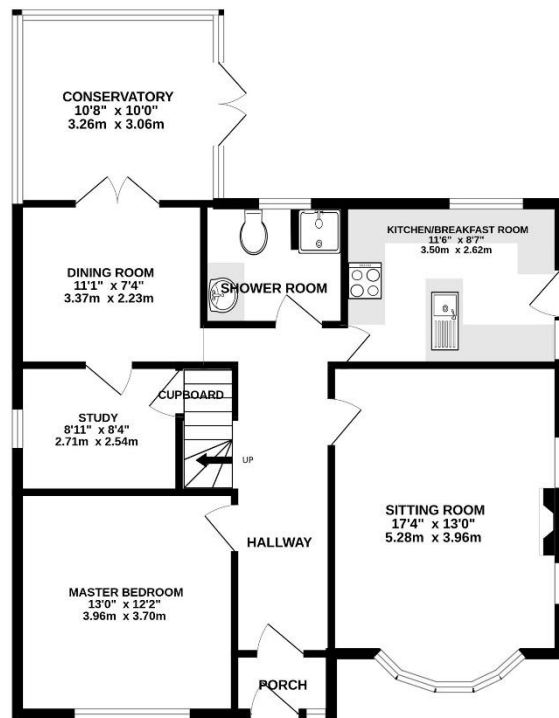 CONSERVATORY
10'8" x 10'0"
3.26m x 3.06m
KITCHEN/BREAKFAST ROOM
11'6" x 8'7"
3.50m x 2.62m
DINING ROOM
11'1" x 7'4"
3.37m x 2.23m
SHOWER ROOM
CUPBOARD
STUDY
8'11" x 8'4"
2.71m x 2.54m
UP
SITTING ROOM
17'4" x 13'0"
5.28m x 3.96m
HALLWAY
MASTER BEDROOM
13'0" x 12'2"
3.96m x 3.70m
PORCH